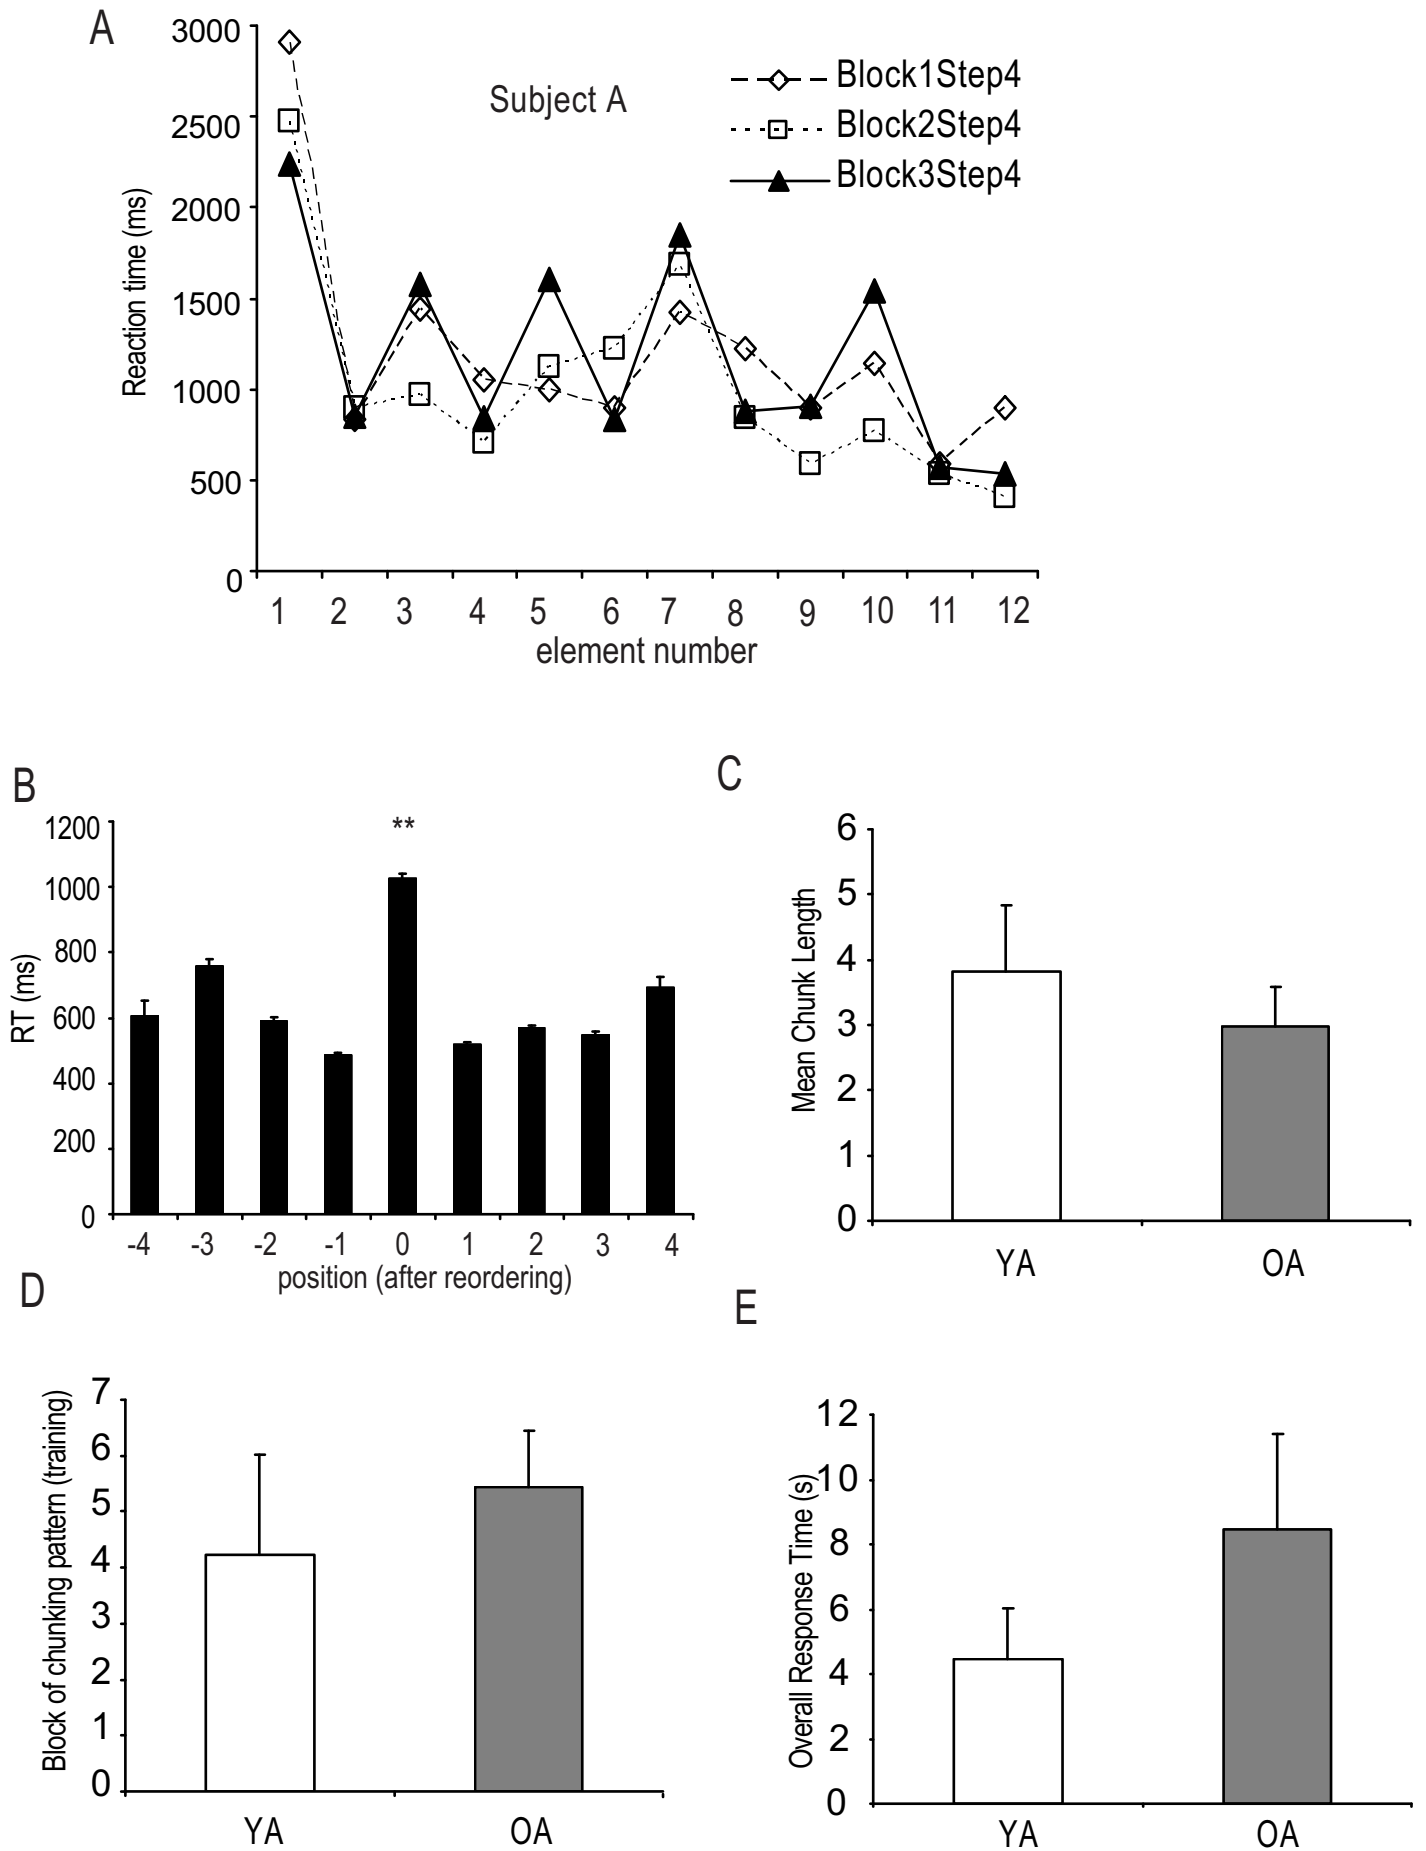 A
3000
2500
2000
1500
1000
500
0
Reaction time (ms)
Subject A
Block1Step4
Block2Step4
Block3Step4
1 2 3 4 5 6 7 8 9 10 11 12
element number
B
1200
1000
800
600
400
200
0
RT (ms)
**
-4 -3 -2 -1 0 1 2 3 4
position (after reordering)
C
6
5
4
3
2
1
0
Mean Chunk Length
YA OA
D
7
6
5
4
3
2
1
0
Block of chunking pattern (training)
YA OA
E
12
10
8
6
4
2
0
Overall Response Time (s)
YA OA